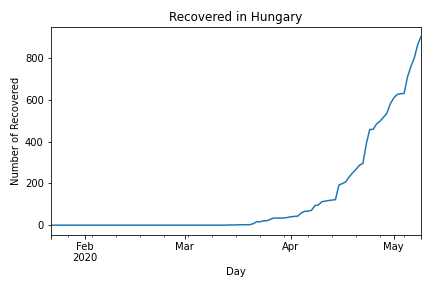 Recovered in Hungary
Number of Recovered
800
600
400
200
0
Feb
2020
Mar
Apr
May
Day